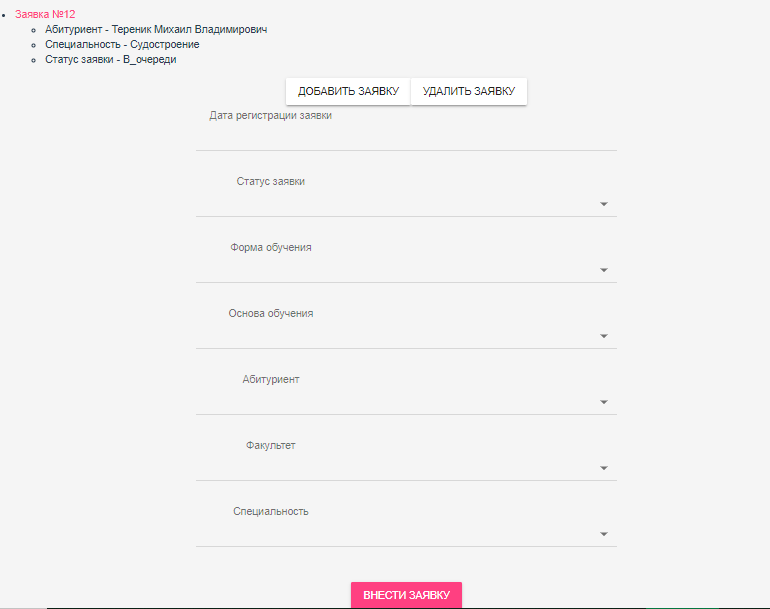 Заявка №12
Абитуриент - Тереник Михаил Владимирович
Специальность - Судостроение
Статус заявки - В_очереди
ДОБАВИТЬ ЗАЯВКУ УДАЛИТЬ ЗАЯВКУ
Дата регистрации заявки
Статус заявки
Форма обучения
Основа обучения
Абитуриент
Факультет
Специальность
ВНЕСТИ ЗАЯВКУ